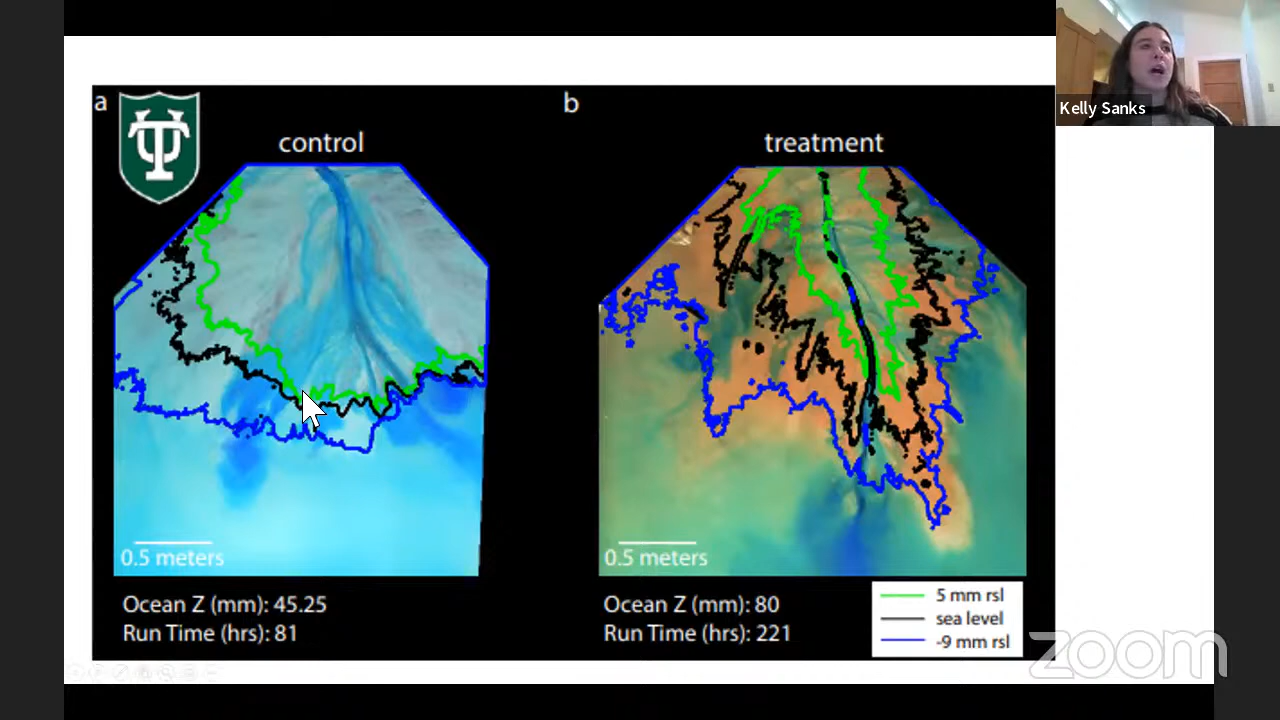 a
b
control
treatment
0.5 meters
0.5 meters
Ocean Z (mm): 45.25
Run Time (hrs): 81
Ocean Z (mm): 80
Run Time (hrs): 221
5 mm rsl
sea level
-9 mm rsl
Kelly Sanks
zoom